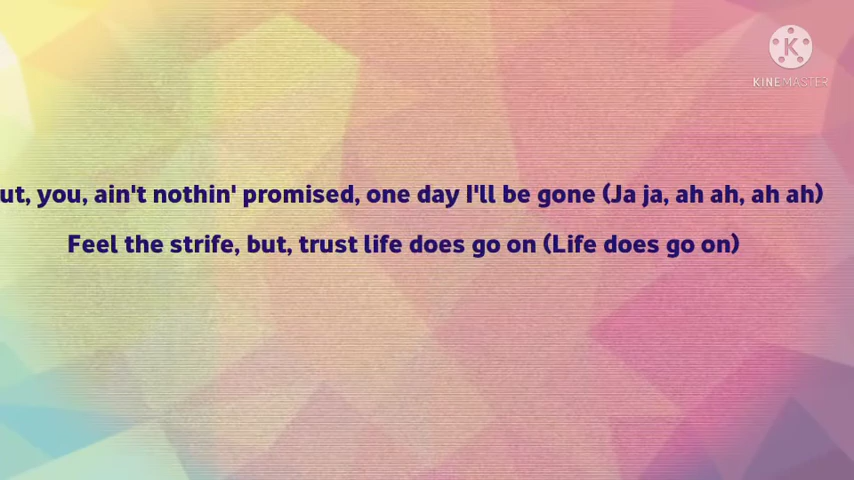 KINEMASTER
ut, you, ain't nothin' promised, one day I'll be gone (Ja ja, ah ah, ah ah)
Feel the strife, but, trust life does go on (Life does go on)